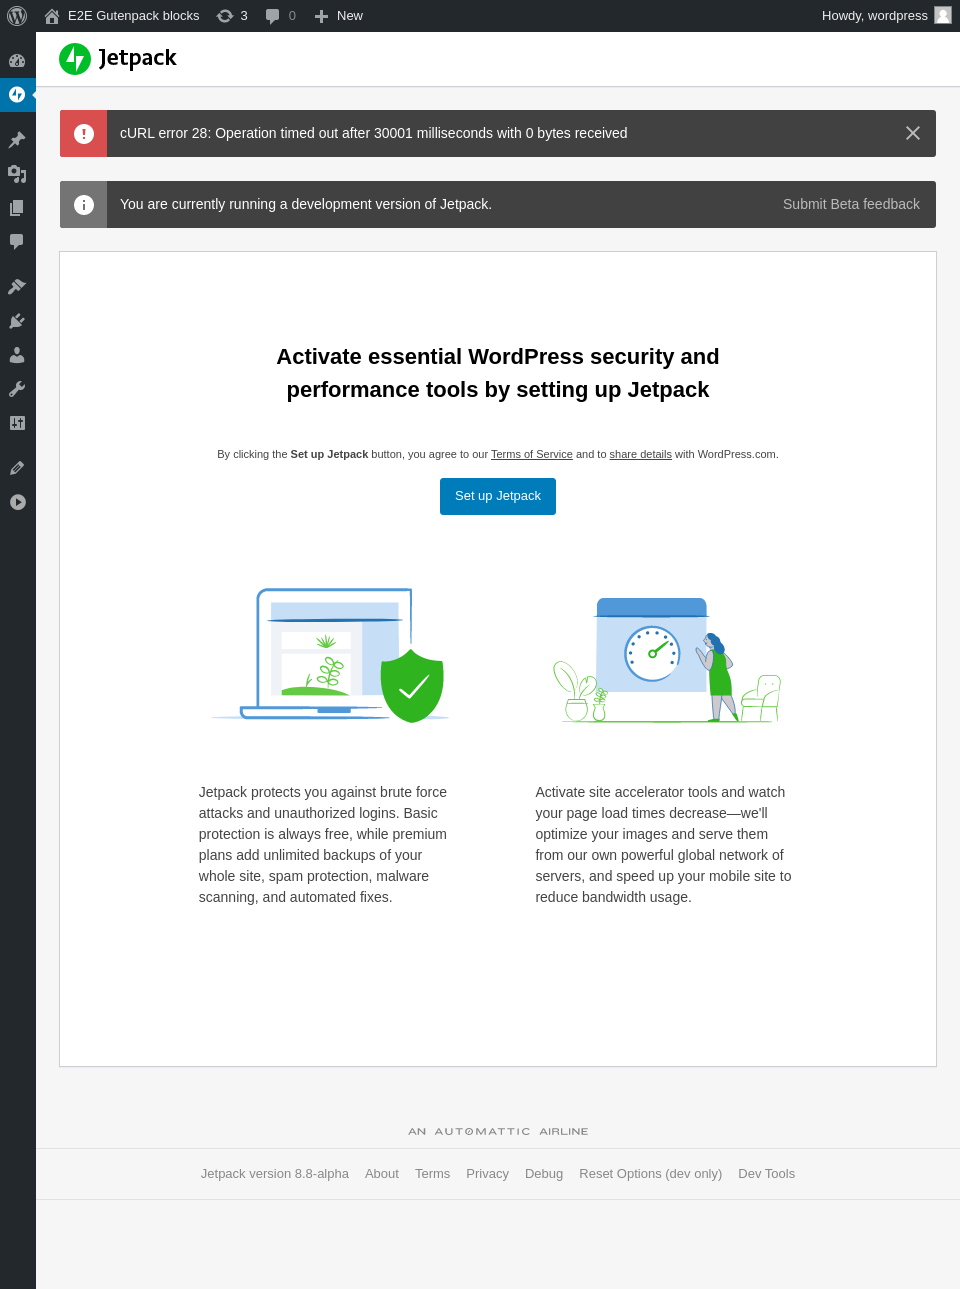 E2E Gutenpack blocks 3 0 New Howdy, wordpress
Jetpack
cURL error 28: Operation timed out after 30001 milliseconds with 0 bytes received
You are currently running a development version of Jetpack. Submit Beta feedback
Activate essential WordPress security and
performance tools by setting up Jetpack
By clicking the Set up Jetpack button, you agree to our Terms of Service and to share details with WordPress.com.
Set up Jetpack
Jetpack protects you against brute force
attacks and unauthorized logins. Basic
protection is always free, while premium
plans add unlimited backups of your
whole site, spam protection, malware
scanning, and automated fixes.
Activate site accelerator tools and watch
your page load times decrease—we'll
optimize your images and serve them
from our own powerful global network of
servers, and speed up your mobile site to
reduce bandwidth usage.
AN AUTOMATTIC AIRLINE
Jetpack version 8.8-alpha About Terms Privacy Debug Reset Options (dev only) Dev Tools